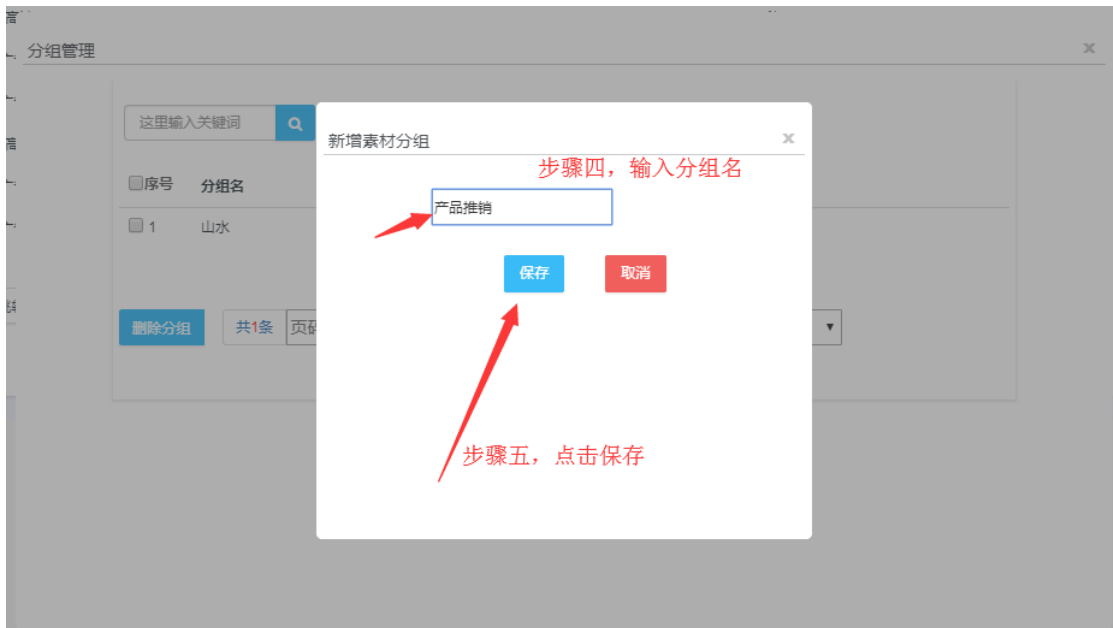 分组管理
这里输入关键词
新增素材分组
步骤四，输入分组名
序号 分组名
产品推销
1 山水
保存 取消
删除分组 共1条 页码
步骤五，点击保存